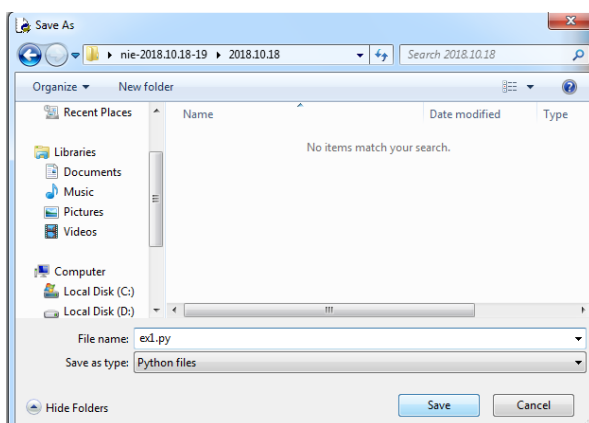 Save As
nie-2018.10.18-19 ▸ 2018.10.18
Search 2018.10.18
Organize
New folder
Name
Date modified
Type
Recent Places
No items match your search.
Libraries
Documents
Music
Pictures
Videos
Computer
Local Disk (C:)
Local Disk (D:)
File name: ex1.py
Save as type: Python files
Hide Folders
Save
Cancel